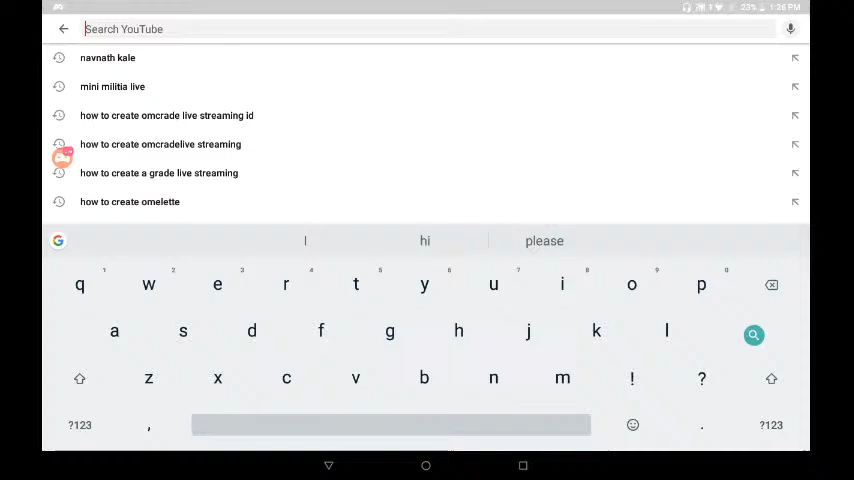 23% 1:26 PM
Search YouTube
navnath kale
mini militia live
how to create omcrade live streaming id
how to create omcradelive streaming
how to create a grade live streaming
how to create omelette
I hi please
1 2 3 4 5 6 7 8 9 0
q w e r t y u i o p
a s d f g h j k l
z x c v b n m ! ?
?123 , . ?123